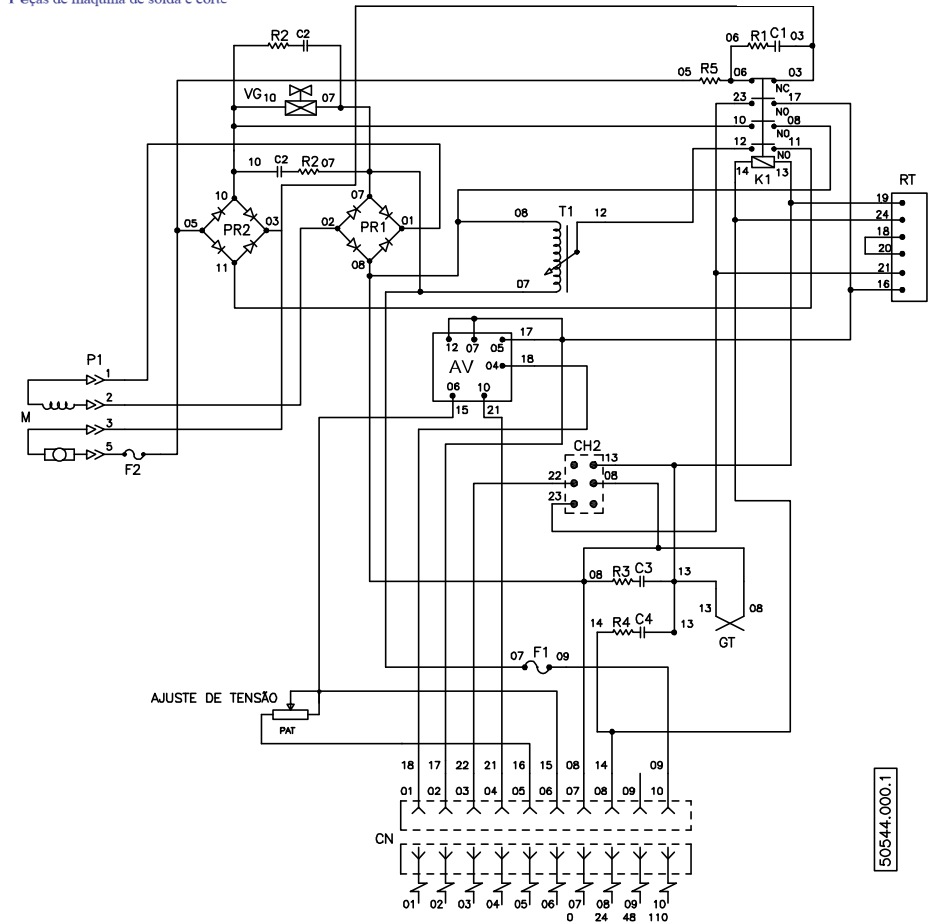 Peças de máquina de solda e corte
R2 C2
06 R1 C1 03
05 R5 06 03
NC
VG 10 07
23 17
NO
10 08
NO
12 11
NO
14 13
K1
10 C2 R2 07
RT
19
24
18
20
21
16
10
05 PR2 03
11
07
02 PR1 01
08
08 T1 12
07
12 07 05 17
AV 04 18
06 10
15 21
P1
1
2
M
3
5
F2
CH2
13
22 08
23
08 R3 C3 13
14 R4 C4 13
13 08
GT
07 F1 09
AJUSTE DE TENSÃO
PAT
18 17 22 21 16 15 08 14 09
01 02 03 04 05 06 07 08 09 10
CN
01 02 03 04 05 06 07 08 09 10
0 24 48 110
50544.000.1